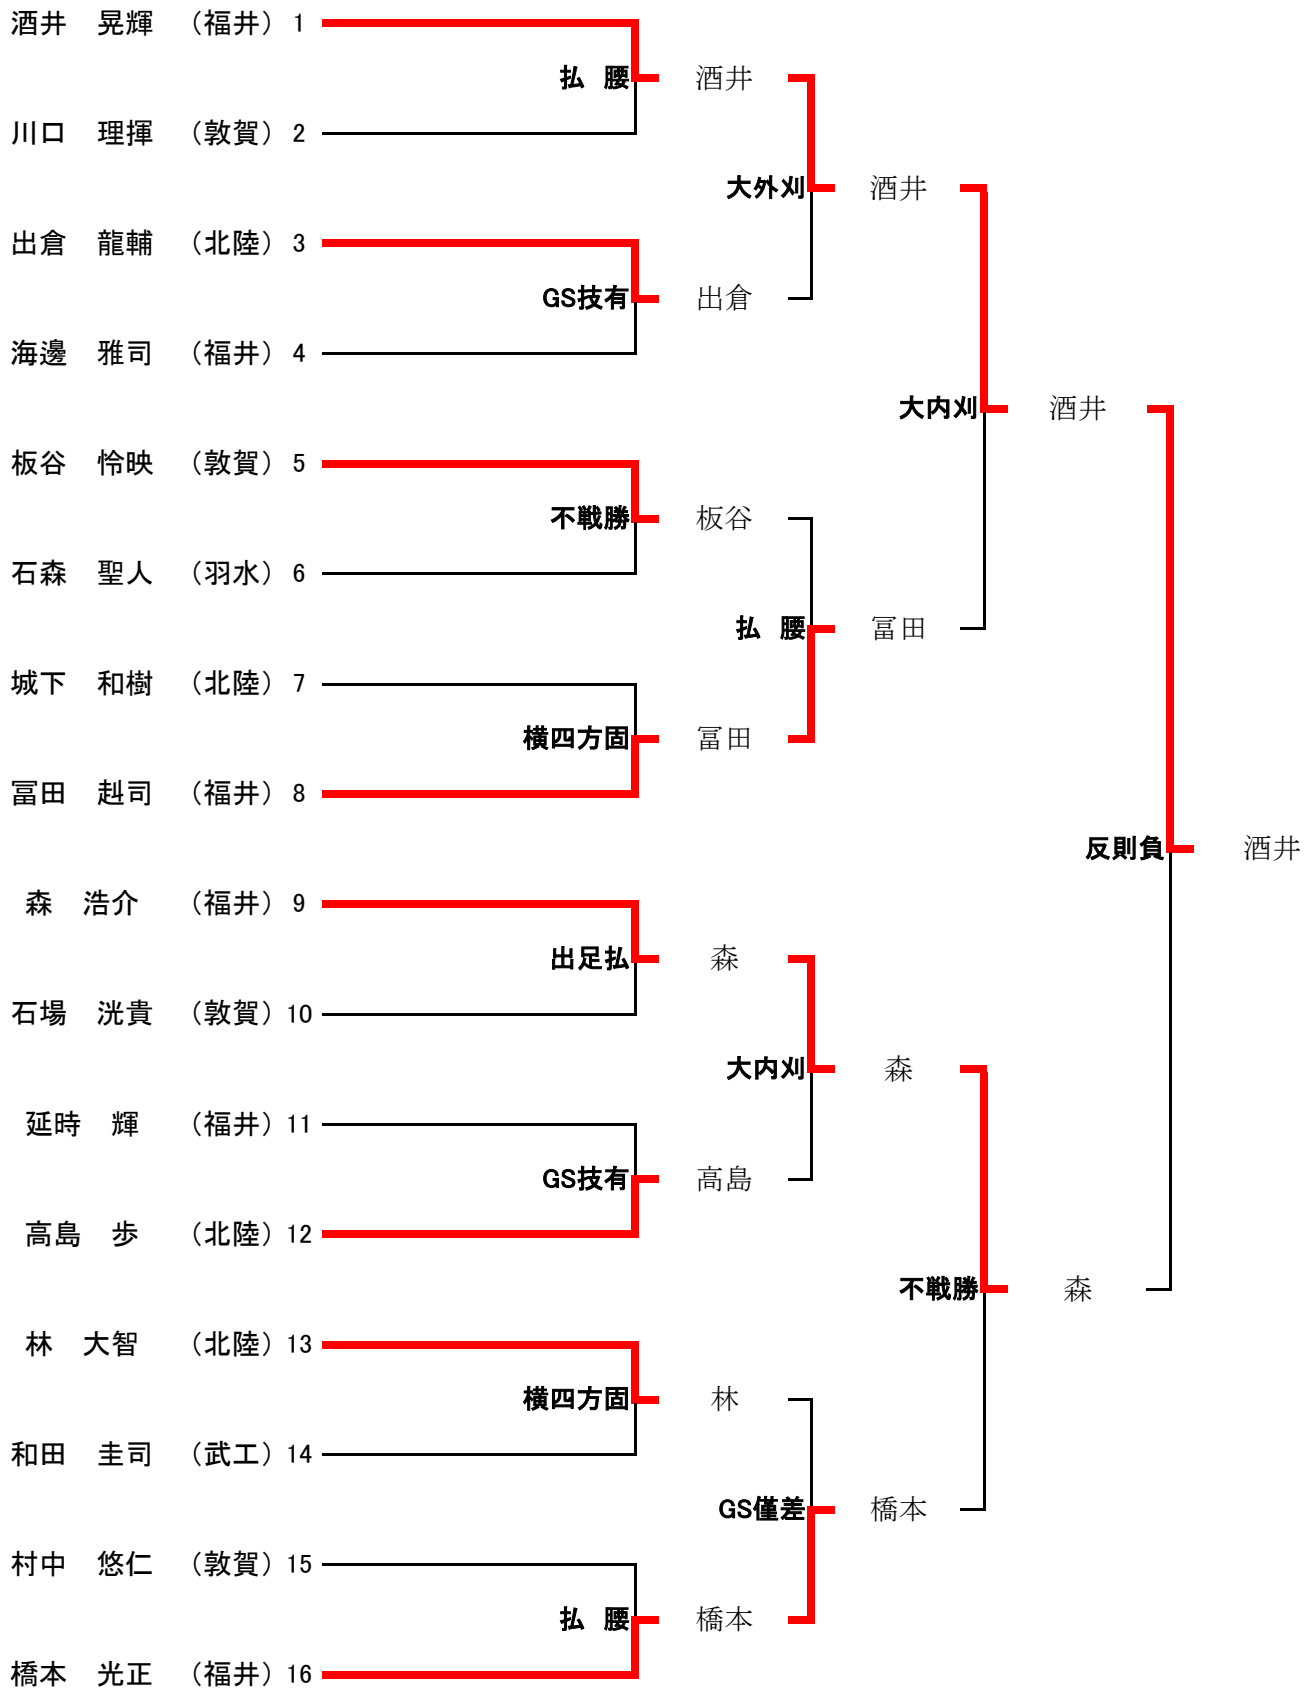 酒井　晃輝　（福井）　1
払　腰　酒井
川口　理揮　（敦賀）　2
大外刈　酒井
出倉　龍輔　（北陸）　3
GS技有　出倉
海邊　雅司　（福井）　4
大内刈　酒井
板谷　怜映　（敦賀）　5
不戦勝　板谷
石森　聖人　（羽水）　6
払　腰　冨田
城下　和樹　（北陸）　7
横四方固　冨田
冨田　赳司　（福井）　8
反則負　酒井
森　浩介　（福井）　9
出足払　森
石場　洸貴　（敦賀）　10
大内刈　森
延時　輝　（福井）　11
GS技有　高島
高島　歩　（北陸）　12
不戦勝　森
林　大智　（北陸）　13
横四方固　林
和田　圭司　（武工）　14
GS僅差　橋本
村中　悠仁　（敦賀）　15
払　腰　橋本
橋本　光正　（福井）　16